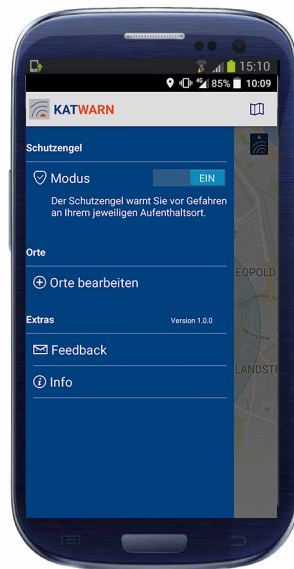 15:10
4G 85% 10:09
KATWARN
Schutzengel
Modus
EIN
Der Schutzengel warnt Sie vor Gefahren
an Ihrem jeweiligen Aufenthaltsort.
Orte
EOPOLD
Orte bearbeiten
Extras
Version 1.0.0
Feedback
LANDST
Info